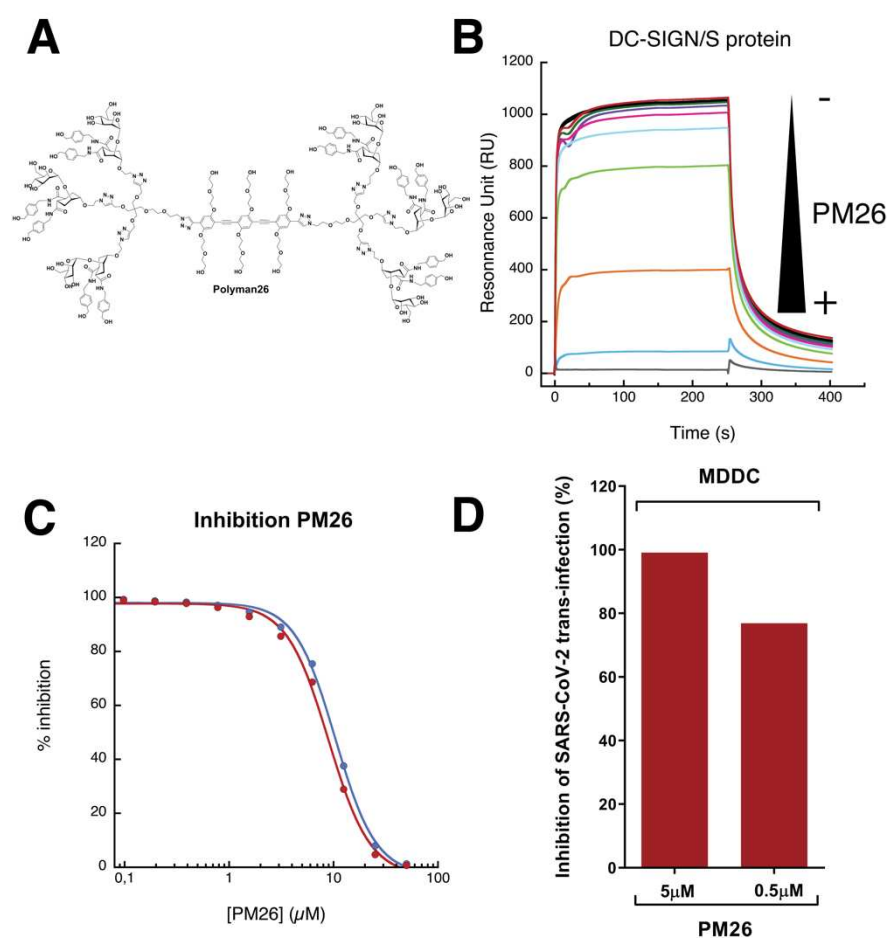 A
Polyman26
B
DC-SIGN/S protein
Resonnance Unit (RU)
1200
1000
800
600
400
200
0
0 100 200 300 400
Time (s)
-
PM26
+
C
Inhibition PM26
% inhibition
120
100
80
60
40
20
0
0,1 1 10 100
[PM26] (µM)
D
MDDC
Inhibition of SARS-CoV-2 trans-infection (%)
120
100
80
60
40
20
0
5µM 0.5µM
PM26